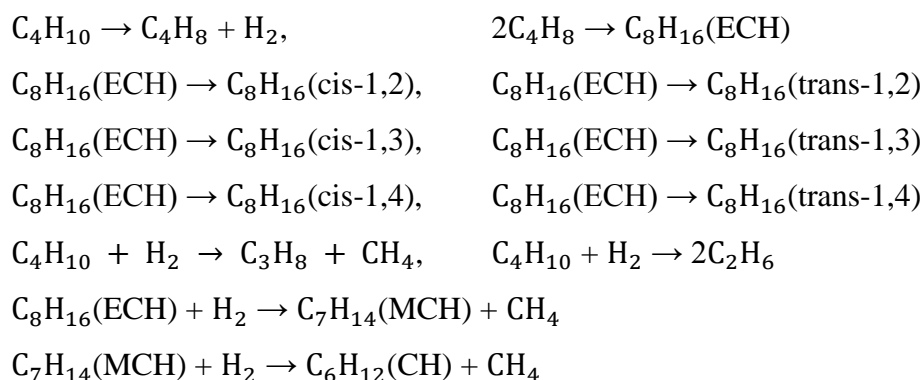 C₄H₁₀ → C₄H₈ + H₂, 2C₄H₈ → C₈H₁₆(ECH)
C₈H₁₆(ECH) → C₈H₁₆(cis-1,2), C₈H₁₆(ECH) → C₈H₁₆(trans-1,2)
C₈H₁₆(ECH) → C₈H₁₆(cis-1,3), C₈H₁₆(ECH) → C₈H₁₆(trans-1,3)
C₈H₁₆(ECH) → C₈H₁₆(cis-1,4), C₈H₁₆(ECH) → C₈H₁₆(trans-1,4)
C₄H₁₀ + H₂ → C₃H₈ + CH₄, C₄H₁₀ + H₂ → 2C₂H₆
C₈H₁₆(ECH) + H₂ → C₇H₁₄(MCH) + CH₄
C₇H₁₄(MCH) + H₂ → C₆H₁₂(CH) + CH₄